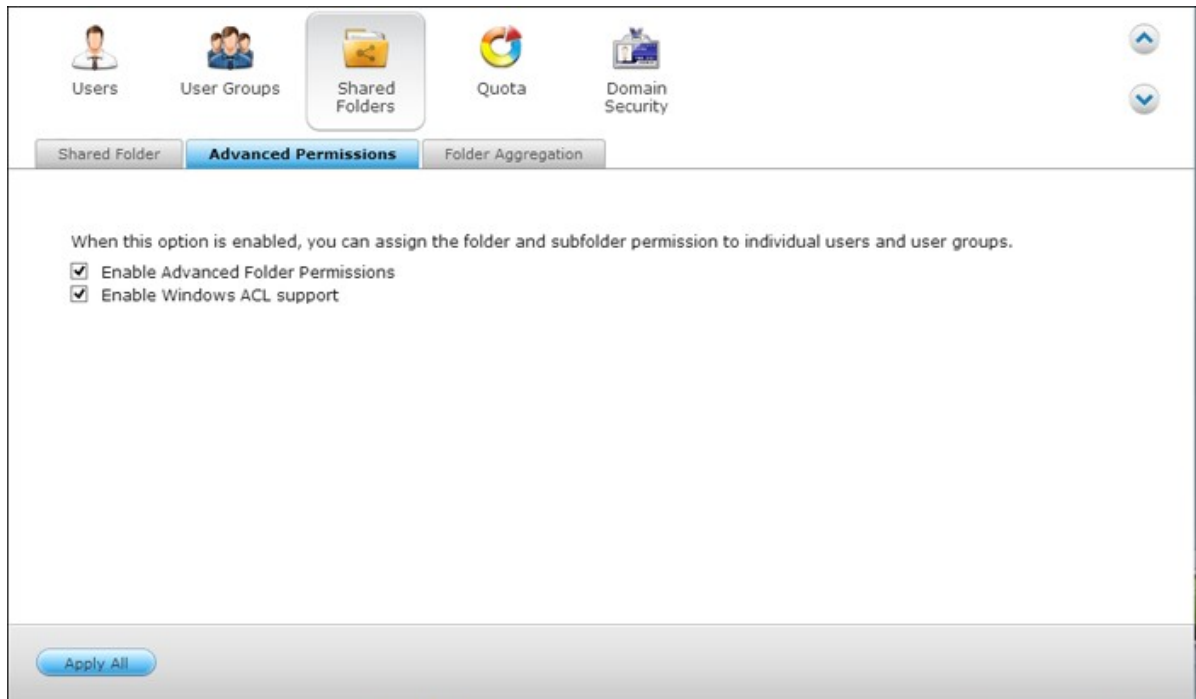 Users
User Groups
Shared
Folders
Quota
Domain
Security
Shared Folder
Advanced Permissions
Folder Aggregation
When this option is enabled, you can assign the folder and subfolder permission to individual users and user groups.
Enable Advanced Folder Permissions
Enable Windows ACL support
Apply All